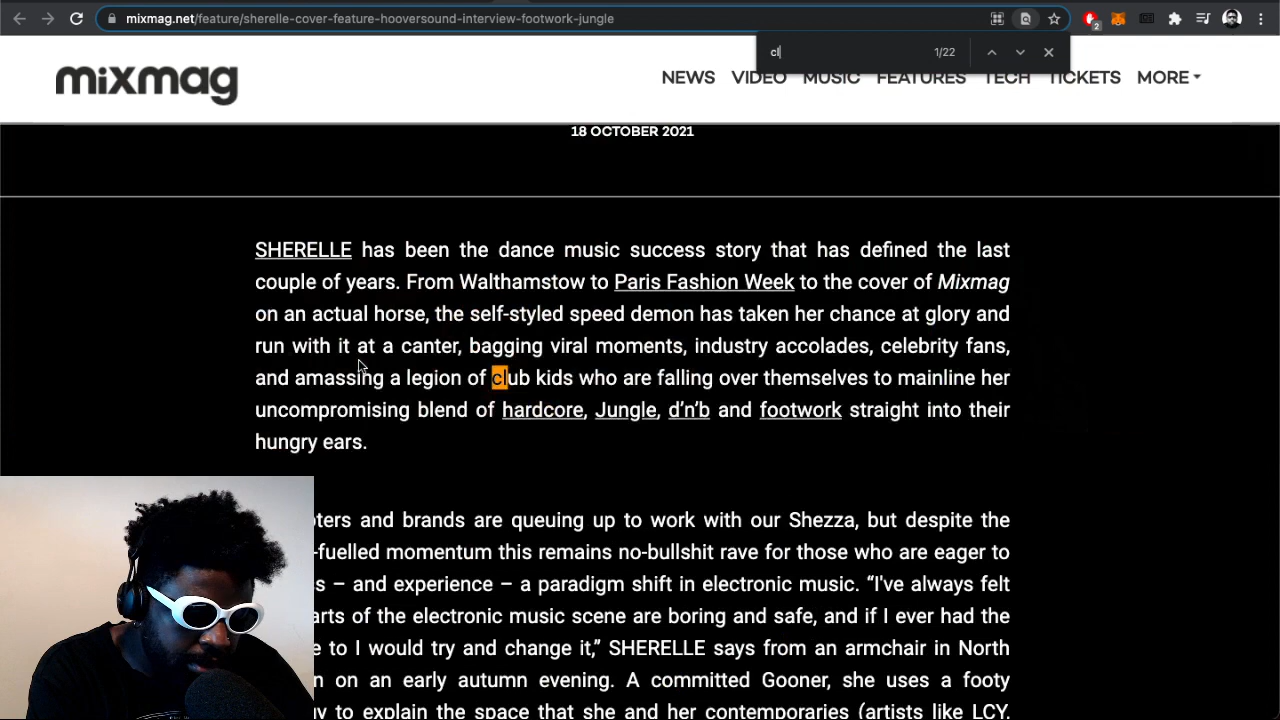 mixmag.net/feature/sherelle-cover-feature-hooversound-interview-footwork-jungle
2
cl
1/22
mixmag
NEWS VIDEO MUSIC FEATURES TECH TICKETS MORE
18 OCTOBER 2021
SHERELLE has been the dance music success story that has defined the last
couple of years. From Walthamstow to Paris Fashion Week to the cover of Mixmag
on an actual horse, the self-styled speed demon has taken her chance at glory and
run with it at a canter, bagging viral moments, industry accolades, celebrity fans,
and amassing a legion of club kids who are falling over themselves to mainline her
uncompromising blend of hardcore, Jungle, d'n'b and footwork straight into their
hungry ears.
and brands are queuing up to work with our Shezza, but despite the
momentum this remains no-bullshit rave for those who are eager to
– and experience – a paradigm shift in electronic music. “I've always felt
of the electronic music scene are boring and safe, and if I ever had the
to I would try and change it,” SHERELLE says from an armchair in North
on an early autumn evening. A committed Gooner, she uses a footy
to explain the space that she and her contemporaries (artists like LCY,